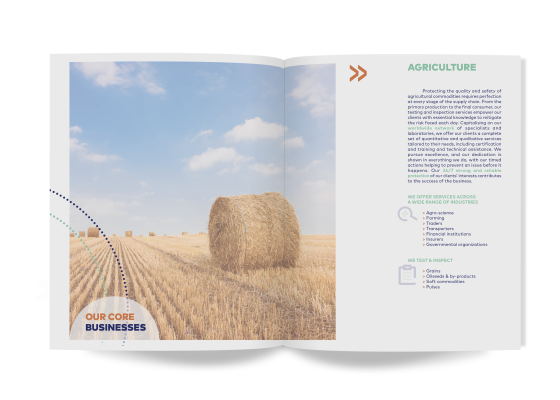 AGRICULTURE
Protecting the quality and safety of
agricultural commodities requires perfection
at every stage of the supply chain. From the
primary production to the final consumer, our
testing and inspection services empower our
clients with essential knowledge to mitigate
the risk faced each day. Capitalising on our
worldwide network of specialists and
laboratories, we offer our clients a complete
set of quantitative and qualitative services
tailored to their needs, including certification
and training and technical assistance. We
pursue excellence, and our dedication is
shown in everything we do, with our timed
actions helping to prevent an issue before it
happens. Our 24/7 strong and reliable
protection of our clients' interests contributes
to the success of the business.
WE OFFER SERVICES ACROSS
A WIDE RANGE OF INDUSTRIES
> Agro-science
> Farming
> Traders
> Transporters
> Financial institutions
> Insurers
> Governmental organizations
WE TEST & INSPECT
> Grains
> Oilseeds & by-products
> Soft commodities
> Pulses
OUR CORE
BUSINESSES